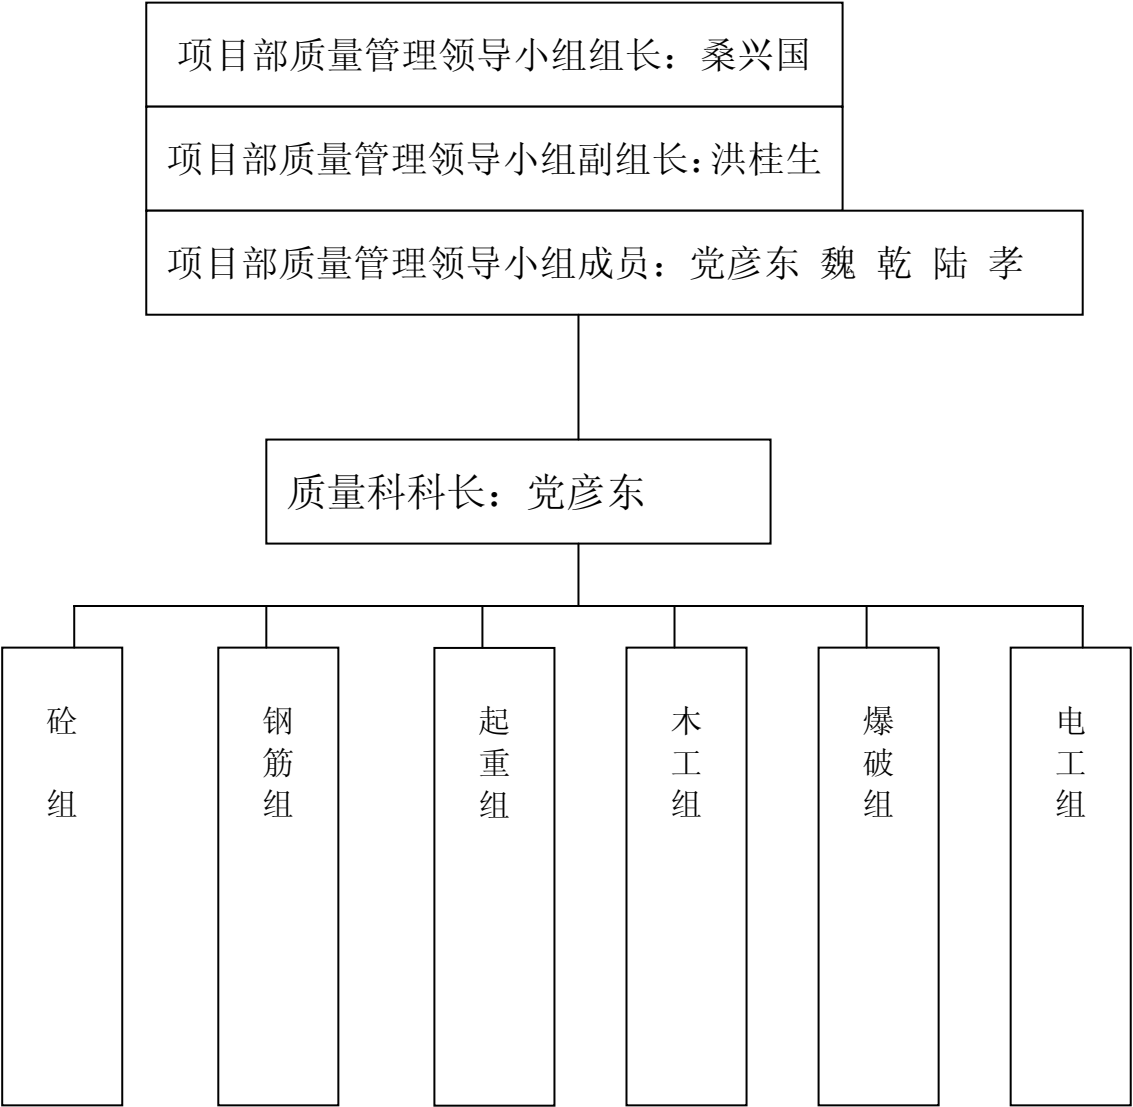 项目部质量管理领导小组组长：桑兴国
项目部质量管理领导小组副组长：洪桂生
项目部质量管理领导小组成员：党彦东 魏 乾 陆 孝
质量科科长：党彦东
砼组
钢筋组
起重组
木工组
爆破组
电工组